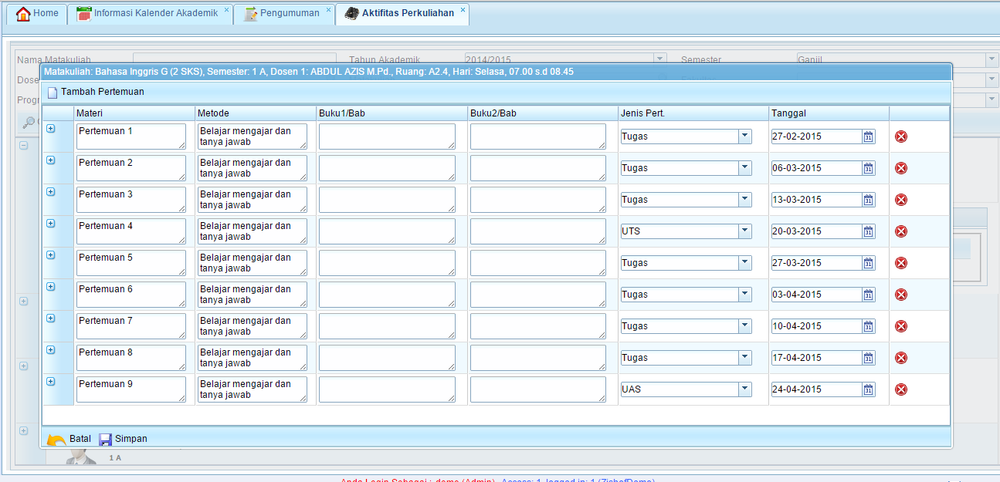 Home Informasi Kalender Akademik Pengumuman Aktifitas Perkuliahan
Nama Matakuliah Tahun Akademik 2014/2015 Semester Ganjil
Matakuliah: Bahasa Inggris G (2 SKS), Semester: 1 A, Dosen 1: ABDUL AZIS M.Pd., Ruang: A2.4, Hari: Selasa, 07.00 s.d 08.45
Tambah Pertemuan
Materi Metode Buku1/Bab Buku2/Bab Jenis Pert. Tanggal
Pertemuan 1 Belajar mengajar dan Tugas 27-02-2015
tanya jawab
Pertemuan 2 Belajar mengajar dan Tugas 06-03-2015
tanya jawab
Pertemuan 3 Belajar mengajar dan Tugas 13-03-2015
tanya jawab
Pertemuan 4 Belajar mengajar dan UTS 20-03-2015
tanya jawab
Pertemuan 5 Belajar mengajar dan Tugas 27-03-2015
tanya jawab
Pertemuan 6 Belajar mengajar dan Tugas 03-04-2015
tanya jawab
Pertemuan 7 Belajar mengajar dan Tugas 10-04-2015
tanya jawab
Pertemuan 8 Belajar mengajar dan Tugas 17-04-2015
tanya jawab
Pertemuan 9 Belajar mengajar dan UAS 24-04-2015
tanya jawab
Batal Simpan
1 A
Anda Login Sebagai : demo (Admin) Access: 1, logged in: 1 (ZishofDemo)